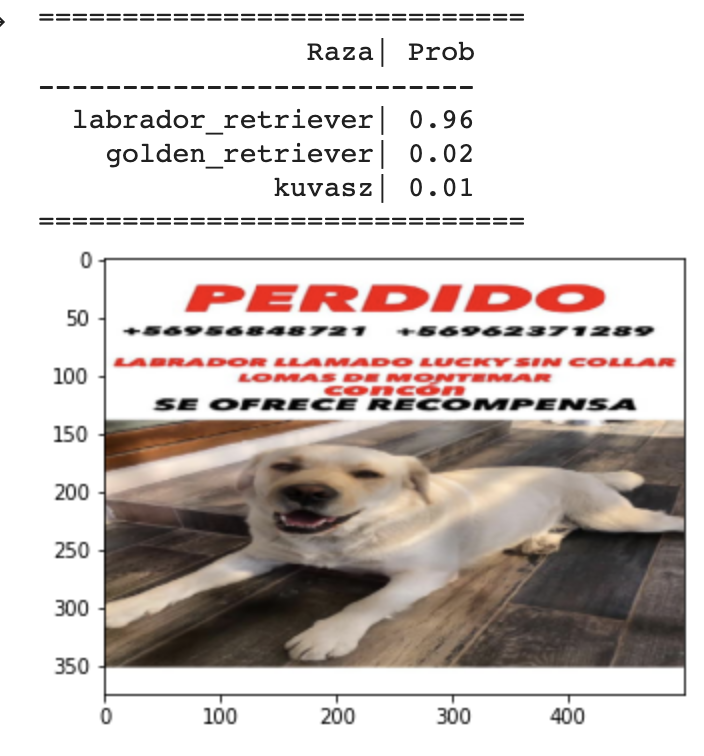 ==============================
Raza| Prob
--------------------------
labrador_retriever| 0.96
golden_retriever| 0.02
kuvasz| 0.01
==============================
0
PERDIDO
50
+56956848721 +56962371289
LABRADOR LLAMADO LUCKY SIN COLLAR
100
LOMAS DE MONTEMAR
concón
SE OFRECE RECOMPENSA
150
200
250
300
350
0 100 200 300 400